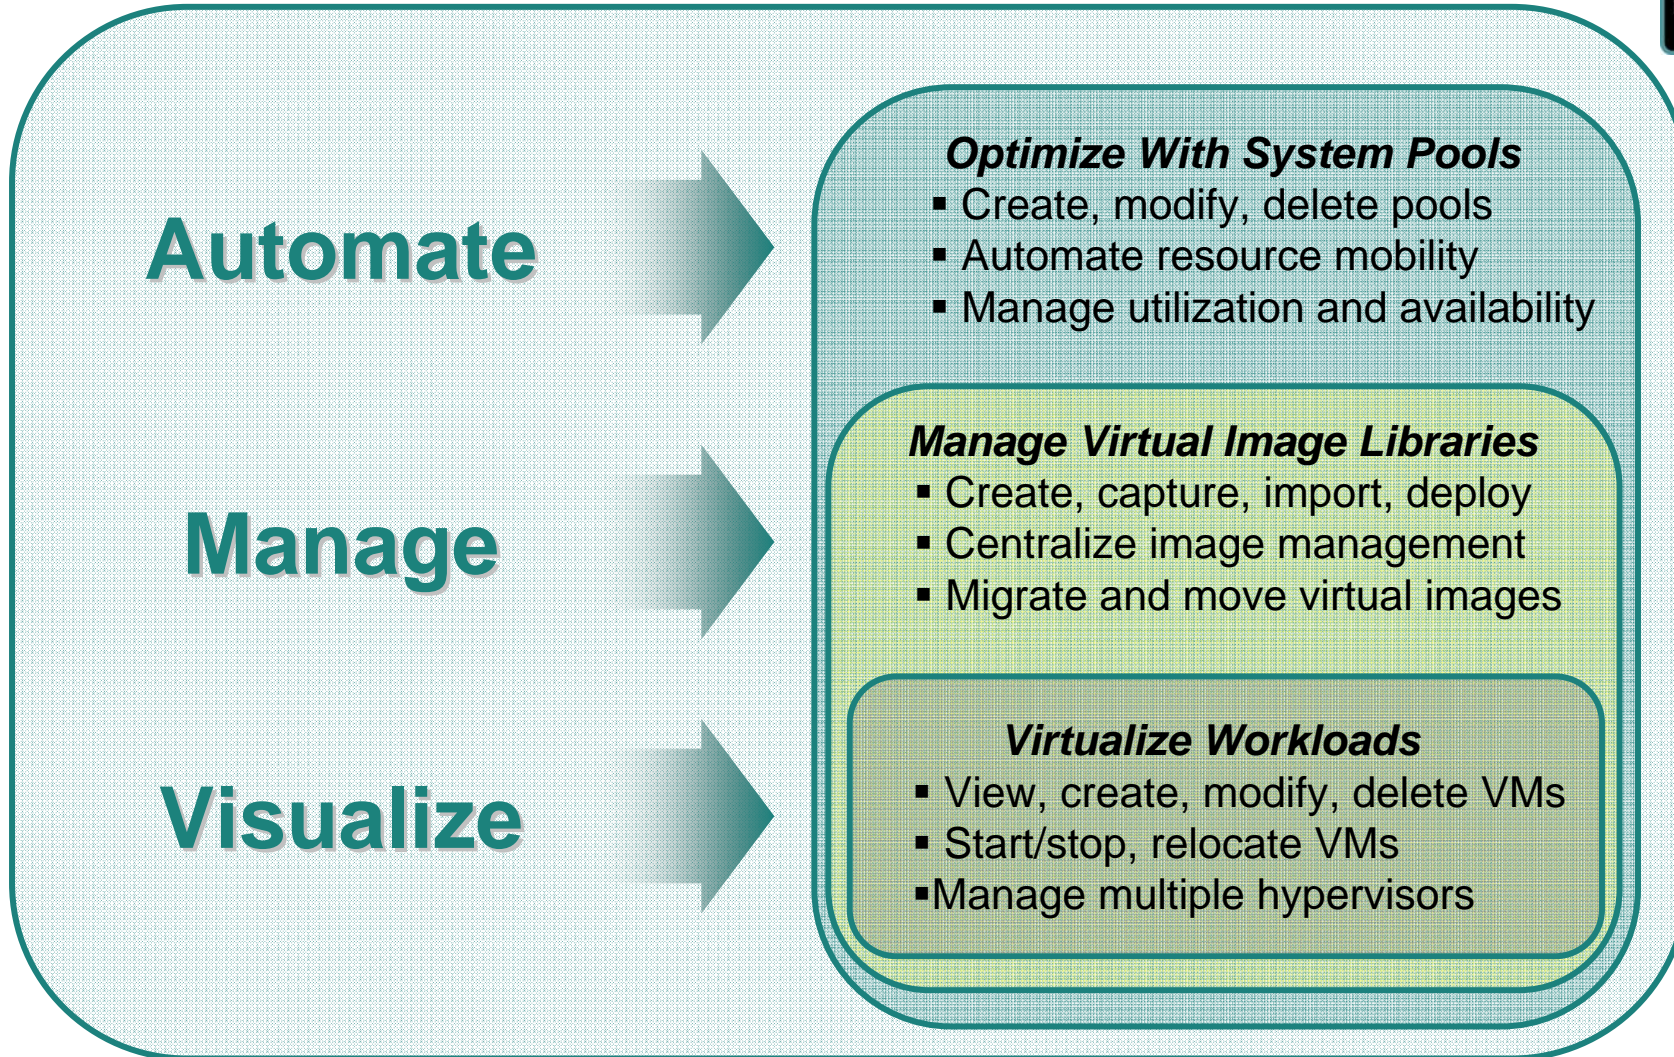 Automate
Optimize With System Pools
▪ Create, modify, delete pools
▪ Automate resource mobility
▪ Manage utilization and availability
Manage
Manage Virtual Image Libraries
▪ Create, capture, import, deploy
▪ Centralize image management
▪ Migrate and move virtual images
Visualize
Virtualize Workloads
▪ View, create, modify, delete VMs
▪ Start/stop, relocate VMs
▪Manage multiple hypervisors